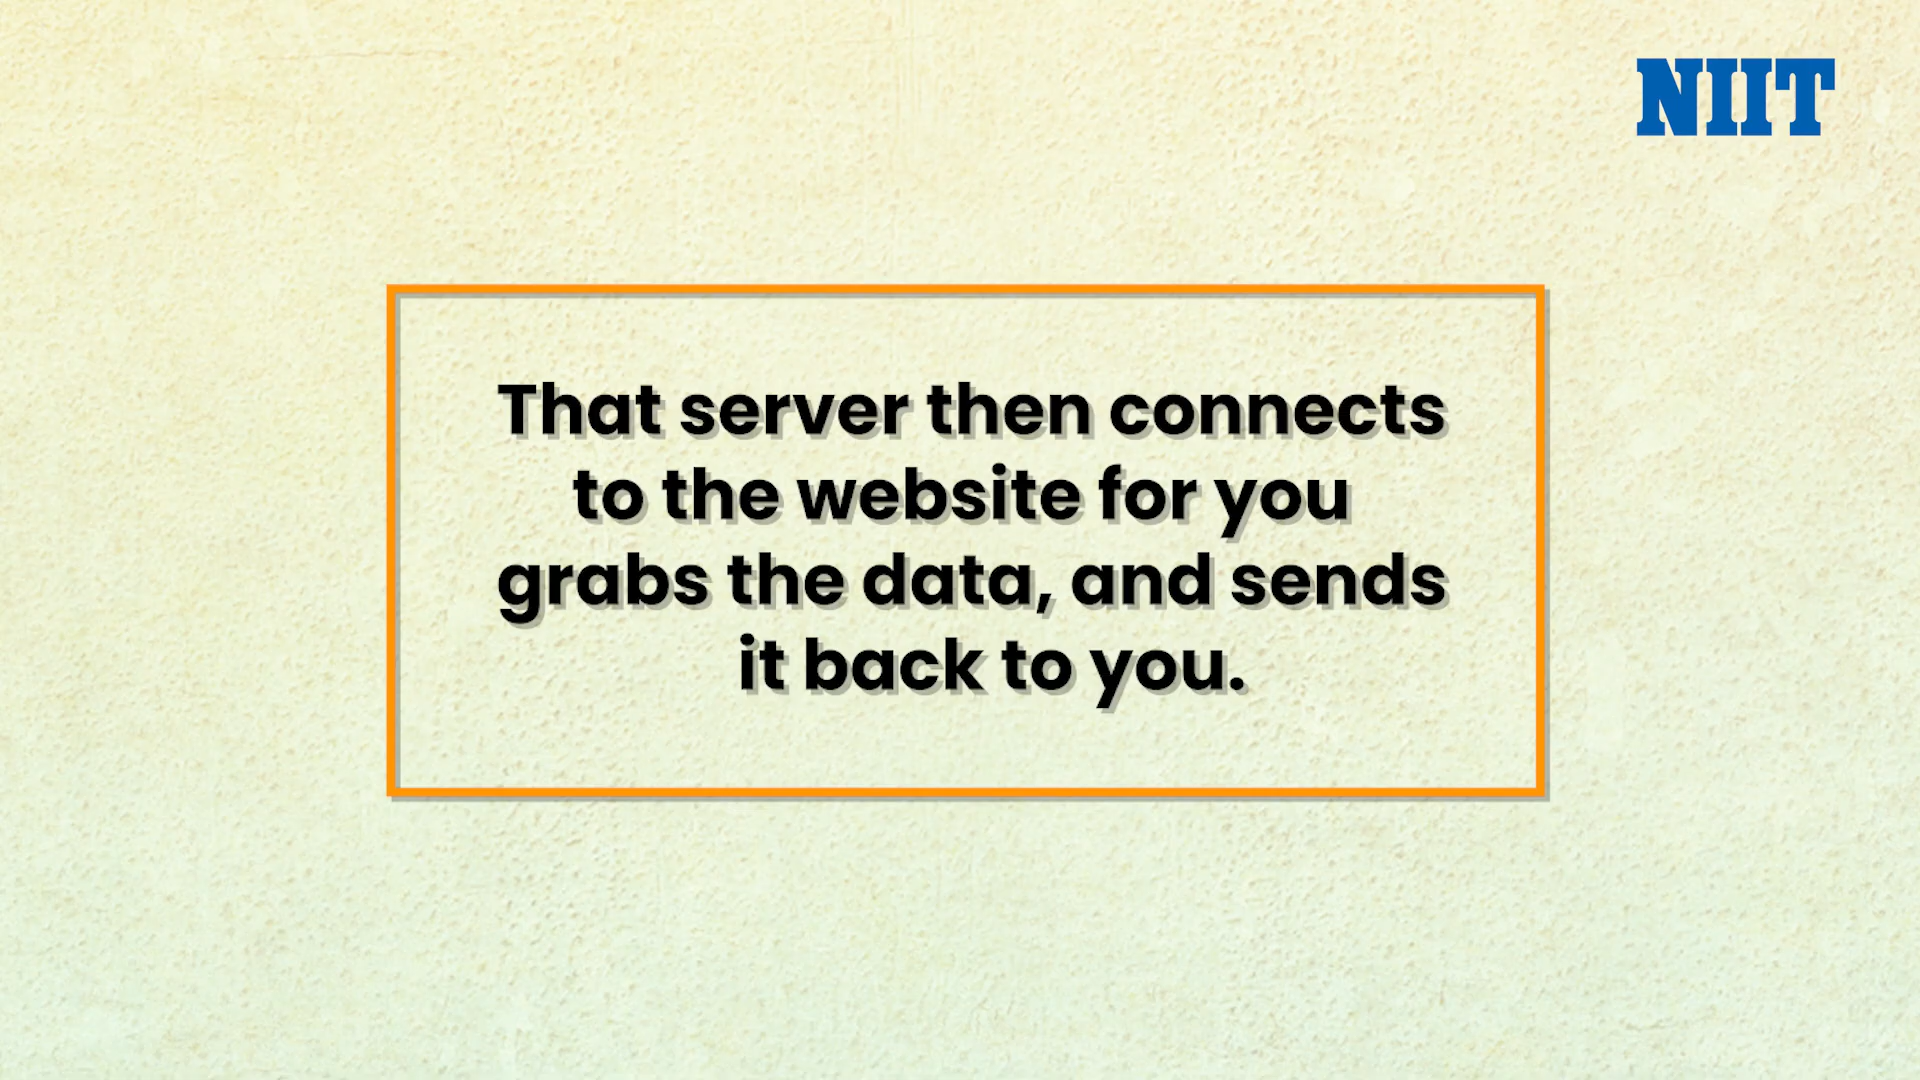 NIIT
That server then connects
to the website for you
grabs the data, and sends
it back to you.